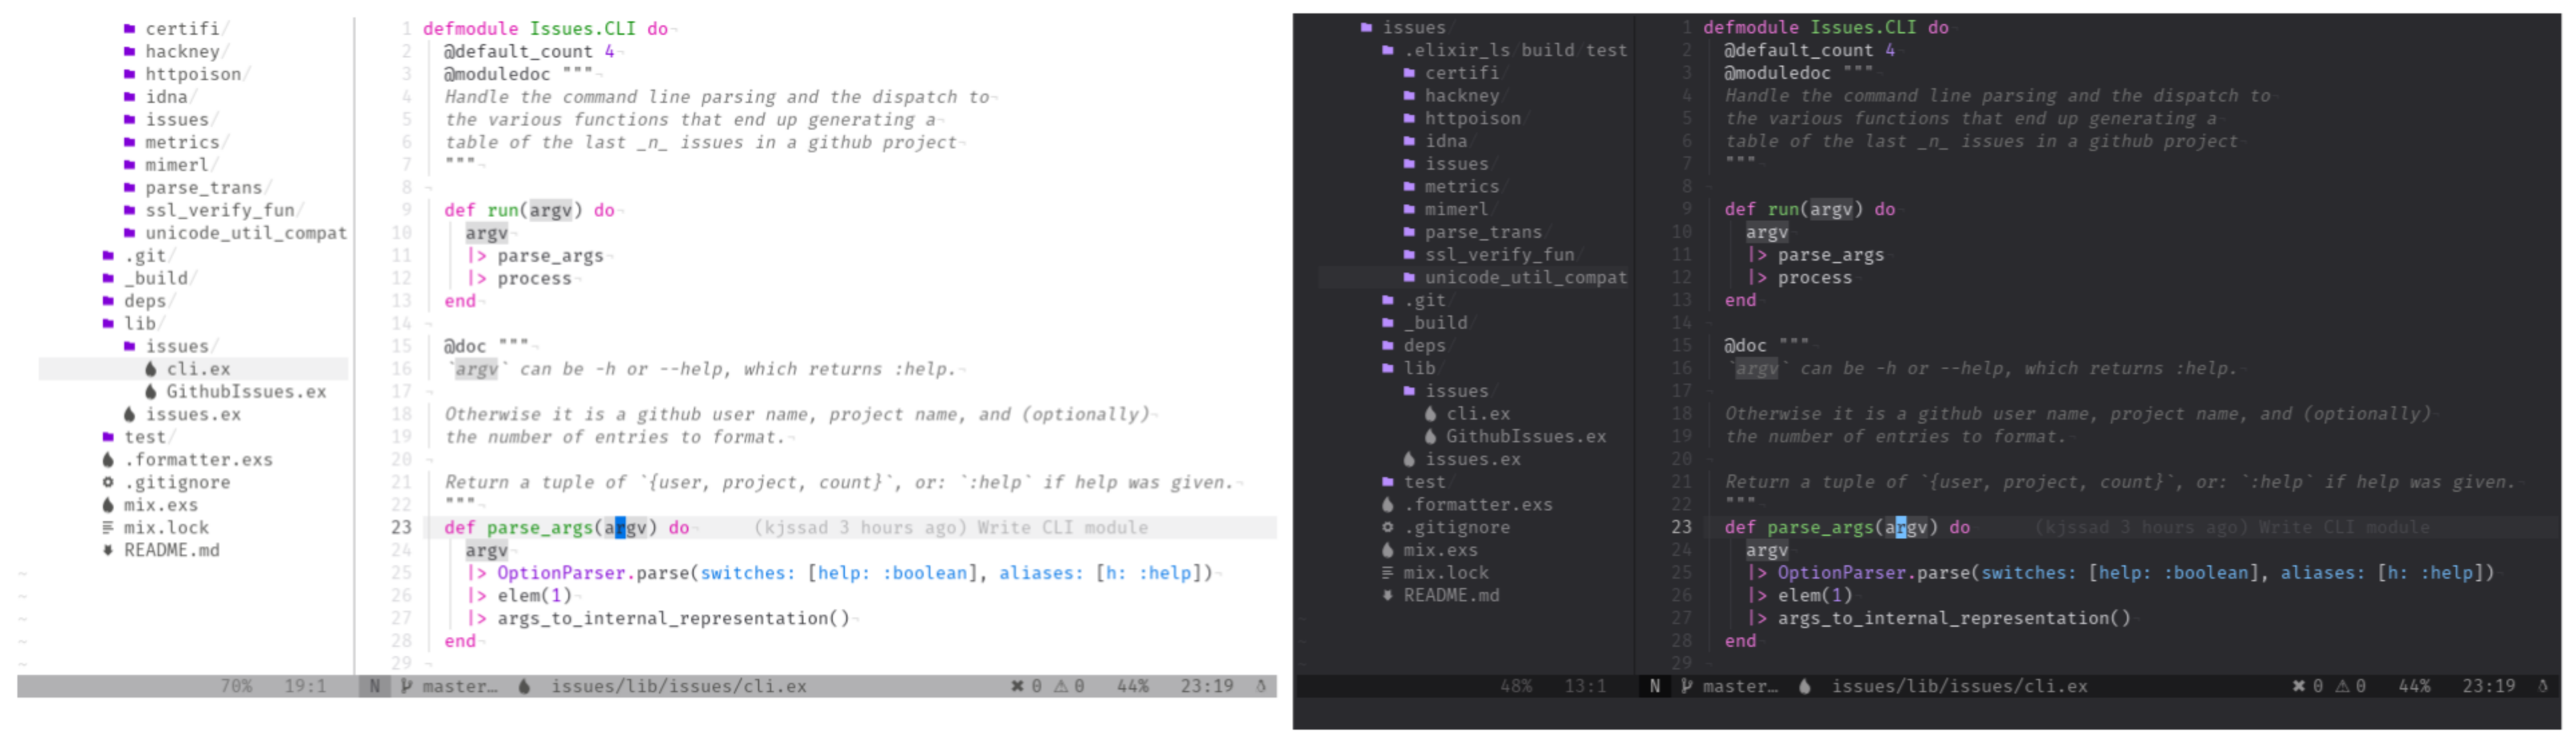 certifi/
hackney/
httpoison/
idna/
issues/
metrics/
mimerl/
parse_trans/
ssl_verify_fun/
unicode_util_compat
.git/
_build/
deps/
lib/
issues/
cli.ex
GithubIssues.ex
issues.ex
test/
.formatter.exs
.gitignore
mix.exs
mix.lock
README.md
~
~
~
~
~
70% 19:1
1 defmodule Issues.CLI do¬
2 @default_count 4¬
3 @moduledoc """¬
4 Handle the command line parsing and the dispatch to¬
5 the various functions that end up generating a¬
6 table of the last _n_ issues in a github project¬
7 """¬
8 ¬
9 def run(argv) do¬
10 argv¬
11 |> parse_args¬
12 |> process¬
13 end¬
14 ¬
15 @doc """¬
16 `argv` can be -h or --help, which returns :help.¬
17 ¬
18 Otherwise it is a github user name, project name, and (optionally)¬
19 the number of entries to format.¬
20 ¬
21 Return a tuple of `{user, project, count}`, or: `:help` if help was given.¬
22 """¬
23 def parse_args(argv) do¬ (kjssad 3 hours ago) Write CLI module
24 argv¬
25 |> OptionParser.parse(switches: [help: :boolean], aliases: [h: :help])¬
26 |> elem(1)¬
27 |> args_to_internal_representation()¬
28 end¬
29 ¬
N master… issues/lib/issues/cli.ex ✖ 0 ⚠ 0 44% 23:19
issues/
.elixir_ls/build/test
certifi/
hackney/
httpoison/
idna/
issues/
metrics/
mimerl/
parse_trans/
ssl_verify_fun/
unicode_util_compat
.git/
_build/
deps/
lib/
issues/
cli.ex
GithubIssues.ex
issues.ex
test/
.formatter.exs
.gitignore
mix.exs
mix.lock
README.md
~
~
~
48% 13:1
1 defmodule Issues.CLI do¬
2 @default_count 4¬
3 @moduledoc """¬
4 Handle the command line parsing and the dispatch to¬
5 the various functions that end up generating a¬
6 table of the last _n_ issues in a github project¬
7 """¬
8 ¬
9 def run(argv) do¬
10 argv¬
11 |> parse_args¬
12 |> process¬
13 end¬
14 ¬
15 @doc """¬
16 `argv` can be -h or --help, which returns :help.¬
17 ¬
18 Otherwise it is a github user name, project name, and (optionally)¬
19 the number of entries to format.¬
20 ¬
21 Return a tuple of `{user, project, count}`, or: `:help` if help was given.¬
22 """¬
23 def parse_args(argv) do¬ (kjssad 3 hours ago) Write CLI module
24 argv¬
25 |> OptionParser.parse(switches: [help: :boolean], aliases: [h: :help])¬
26 |> elem(1)¬
27 |> args_to_internal_representation()¬
28 end¬
29 ¬
N master… issues/lib/issues/cli.ex ✖ 0 ⚠ 0 44% 23:19